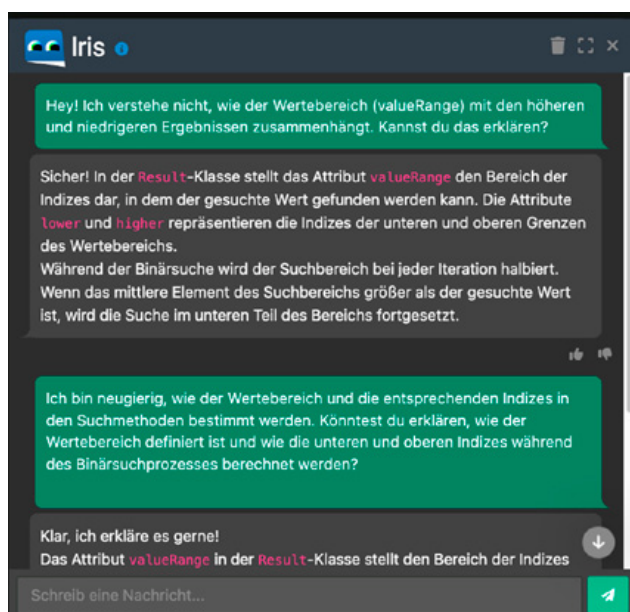 Iris
Hey! Ich verstehe nicht, wie der Wertebereich (valueRange) mit den höheren
und niedrigeren Ergebnissen zusammenhängt. Kannst du das erklären?
Sicher! In der Result-Klasse stellt das Attribut valueRange den Bereich der
Indizes dar, in dem der gesuchte Wert gefunden werden kann. Die Attribute
lower und higher repräsentieren die Indizes der unteren und oberen Grenzen
des Wertebereichs.
Während der Binärsuche wird der Suchbereich bei jeder Iteration halbiert.
Wenn das mittlere Element des Suchbereichs größer als der gesuchte Wert
ist, wird die Suche im unteren Teil des Bereichs fortgesetzt.
Ich bin neugierig, wie der Wertebereich und die entsprechenden Indizes in
den Suchmethoden bestimmt werden. Könntest du erklären, wie der
Wertebereich definiert ist und wie die unteren und oberen Indizes während
des Binärsuchprozesses berechnet werden?
Klar, ich erkläre es gerne!
Das Attribut valueRange in der Result-Klasse stellt den Bereich der Indizes
Schreib eine Nachricht...